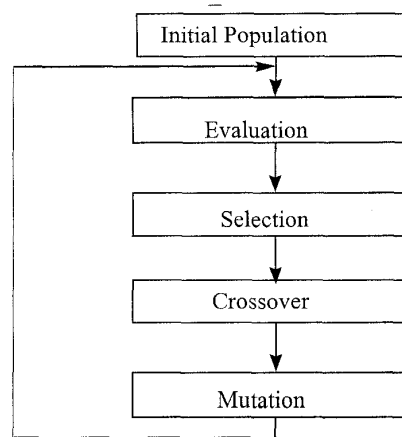 Initial Population
Evaluation
Selection
Crossover
Mutation